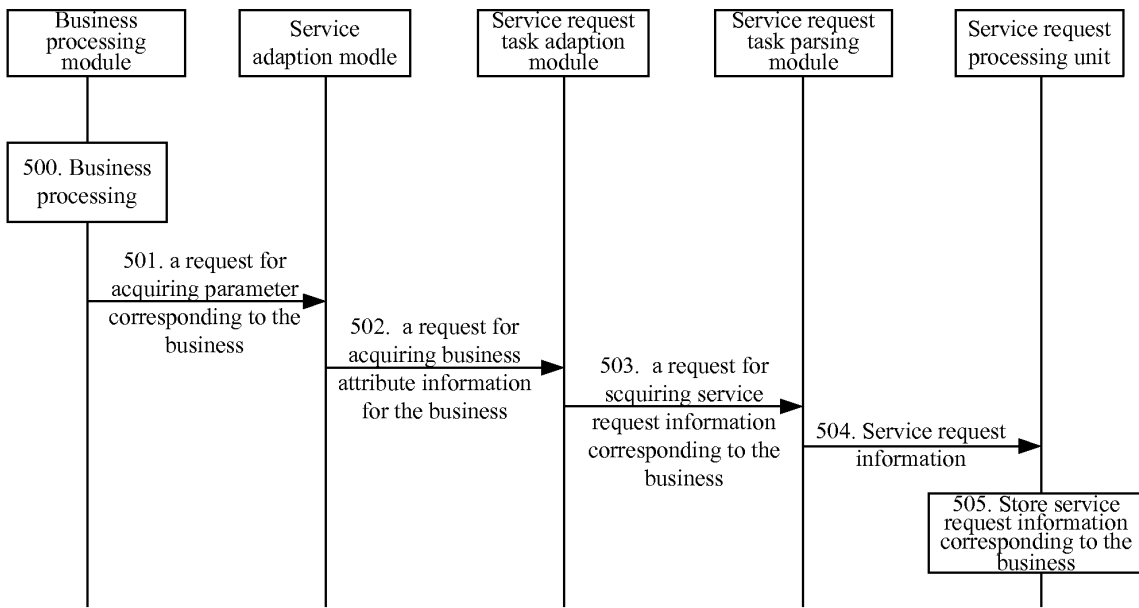 Business
processing
module
Service
adaption modle
Service request
task adaption
module
Service request
task parsing
module
Service request
processing unit
500. Business
processing
501. a request for
acquiring parameter
corresponding to the
business
502. a request for
acquiring business
attribute information
for the business
503. a request for
scquiring service
request information
corresponding to the
business
504. Service request
information
505. Store service
request information
corresponding to the
business